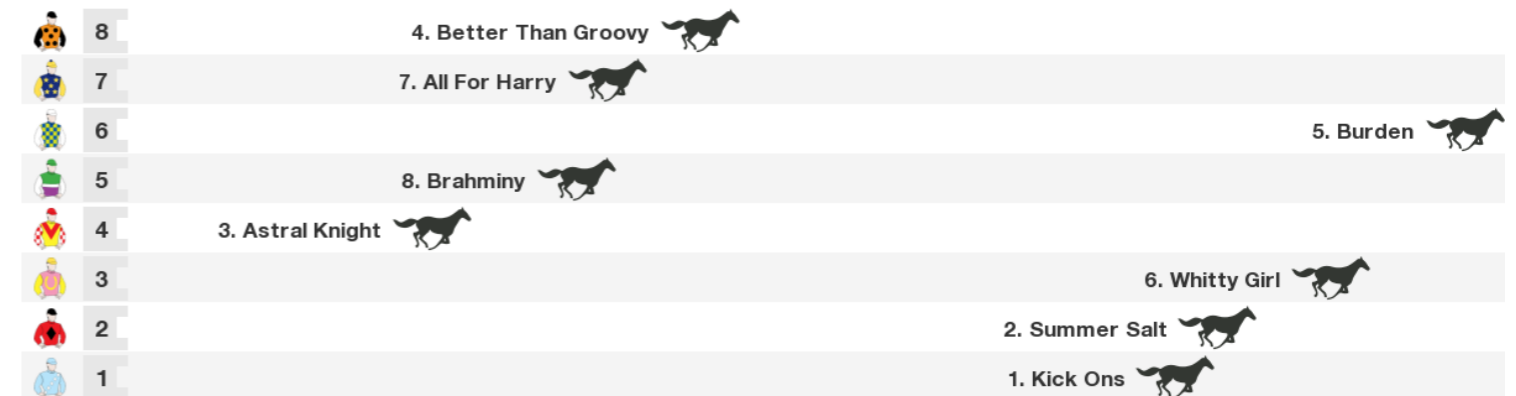 8 4. Better Than Groovy
7 7. All For Harry
6 5. Burden
5 8. Brahminy
4 3. Astral Knight
3 6. Whitty Girl
2 2. Summer Salt
1 1. Kick Ons